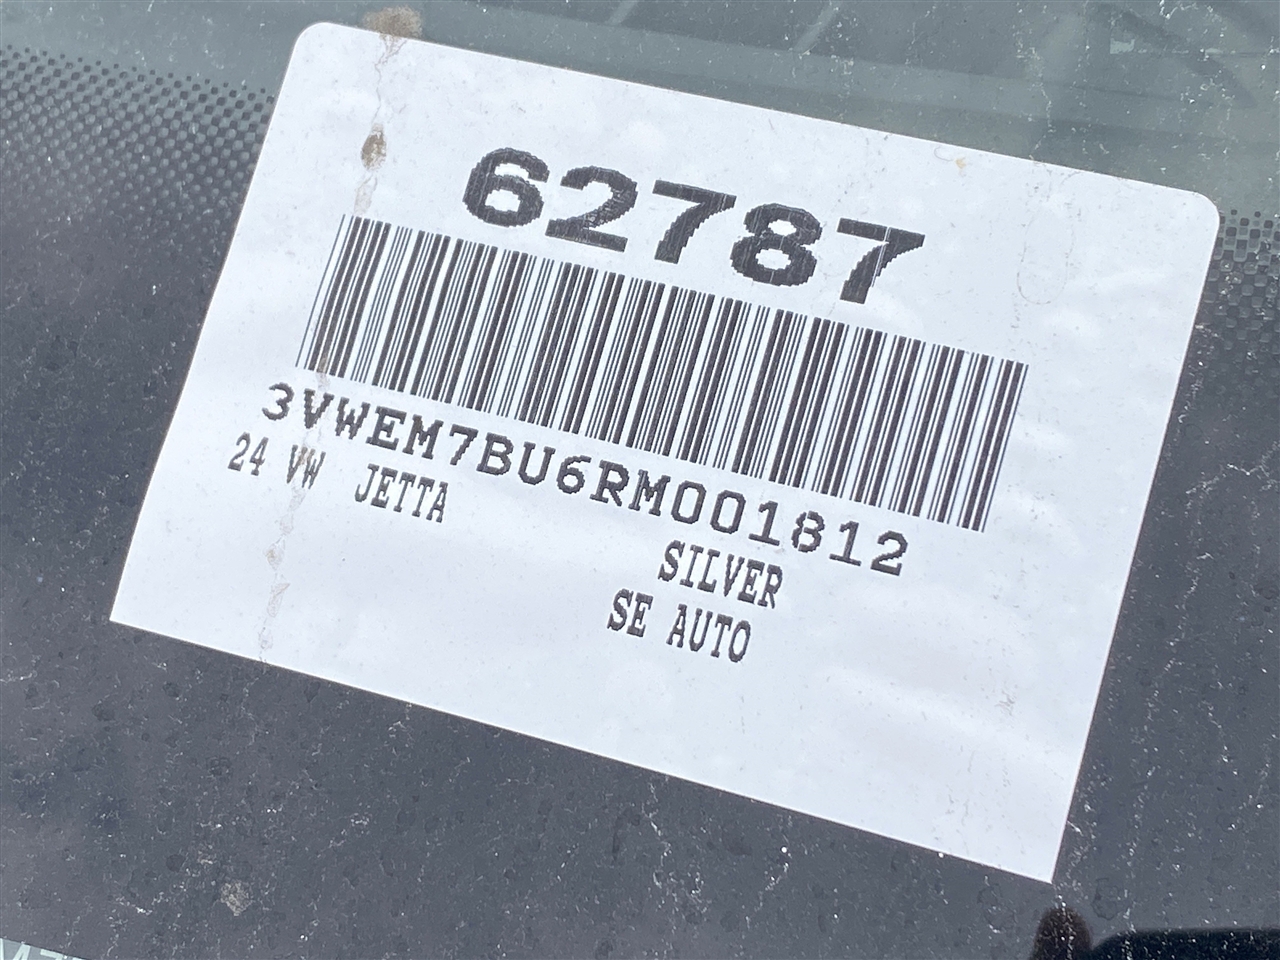 62787
3VWEM7BU6RM001812
24 VW JETTA
SILVER
SE AUTO